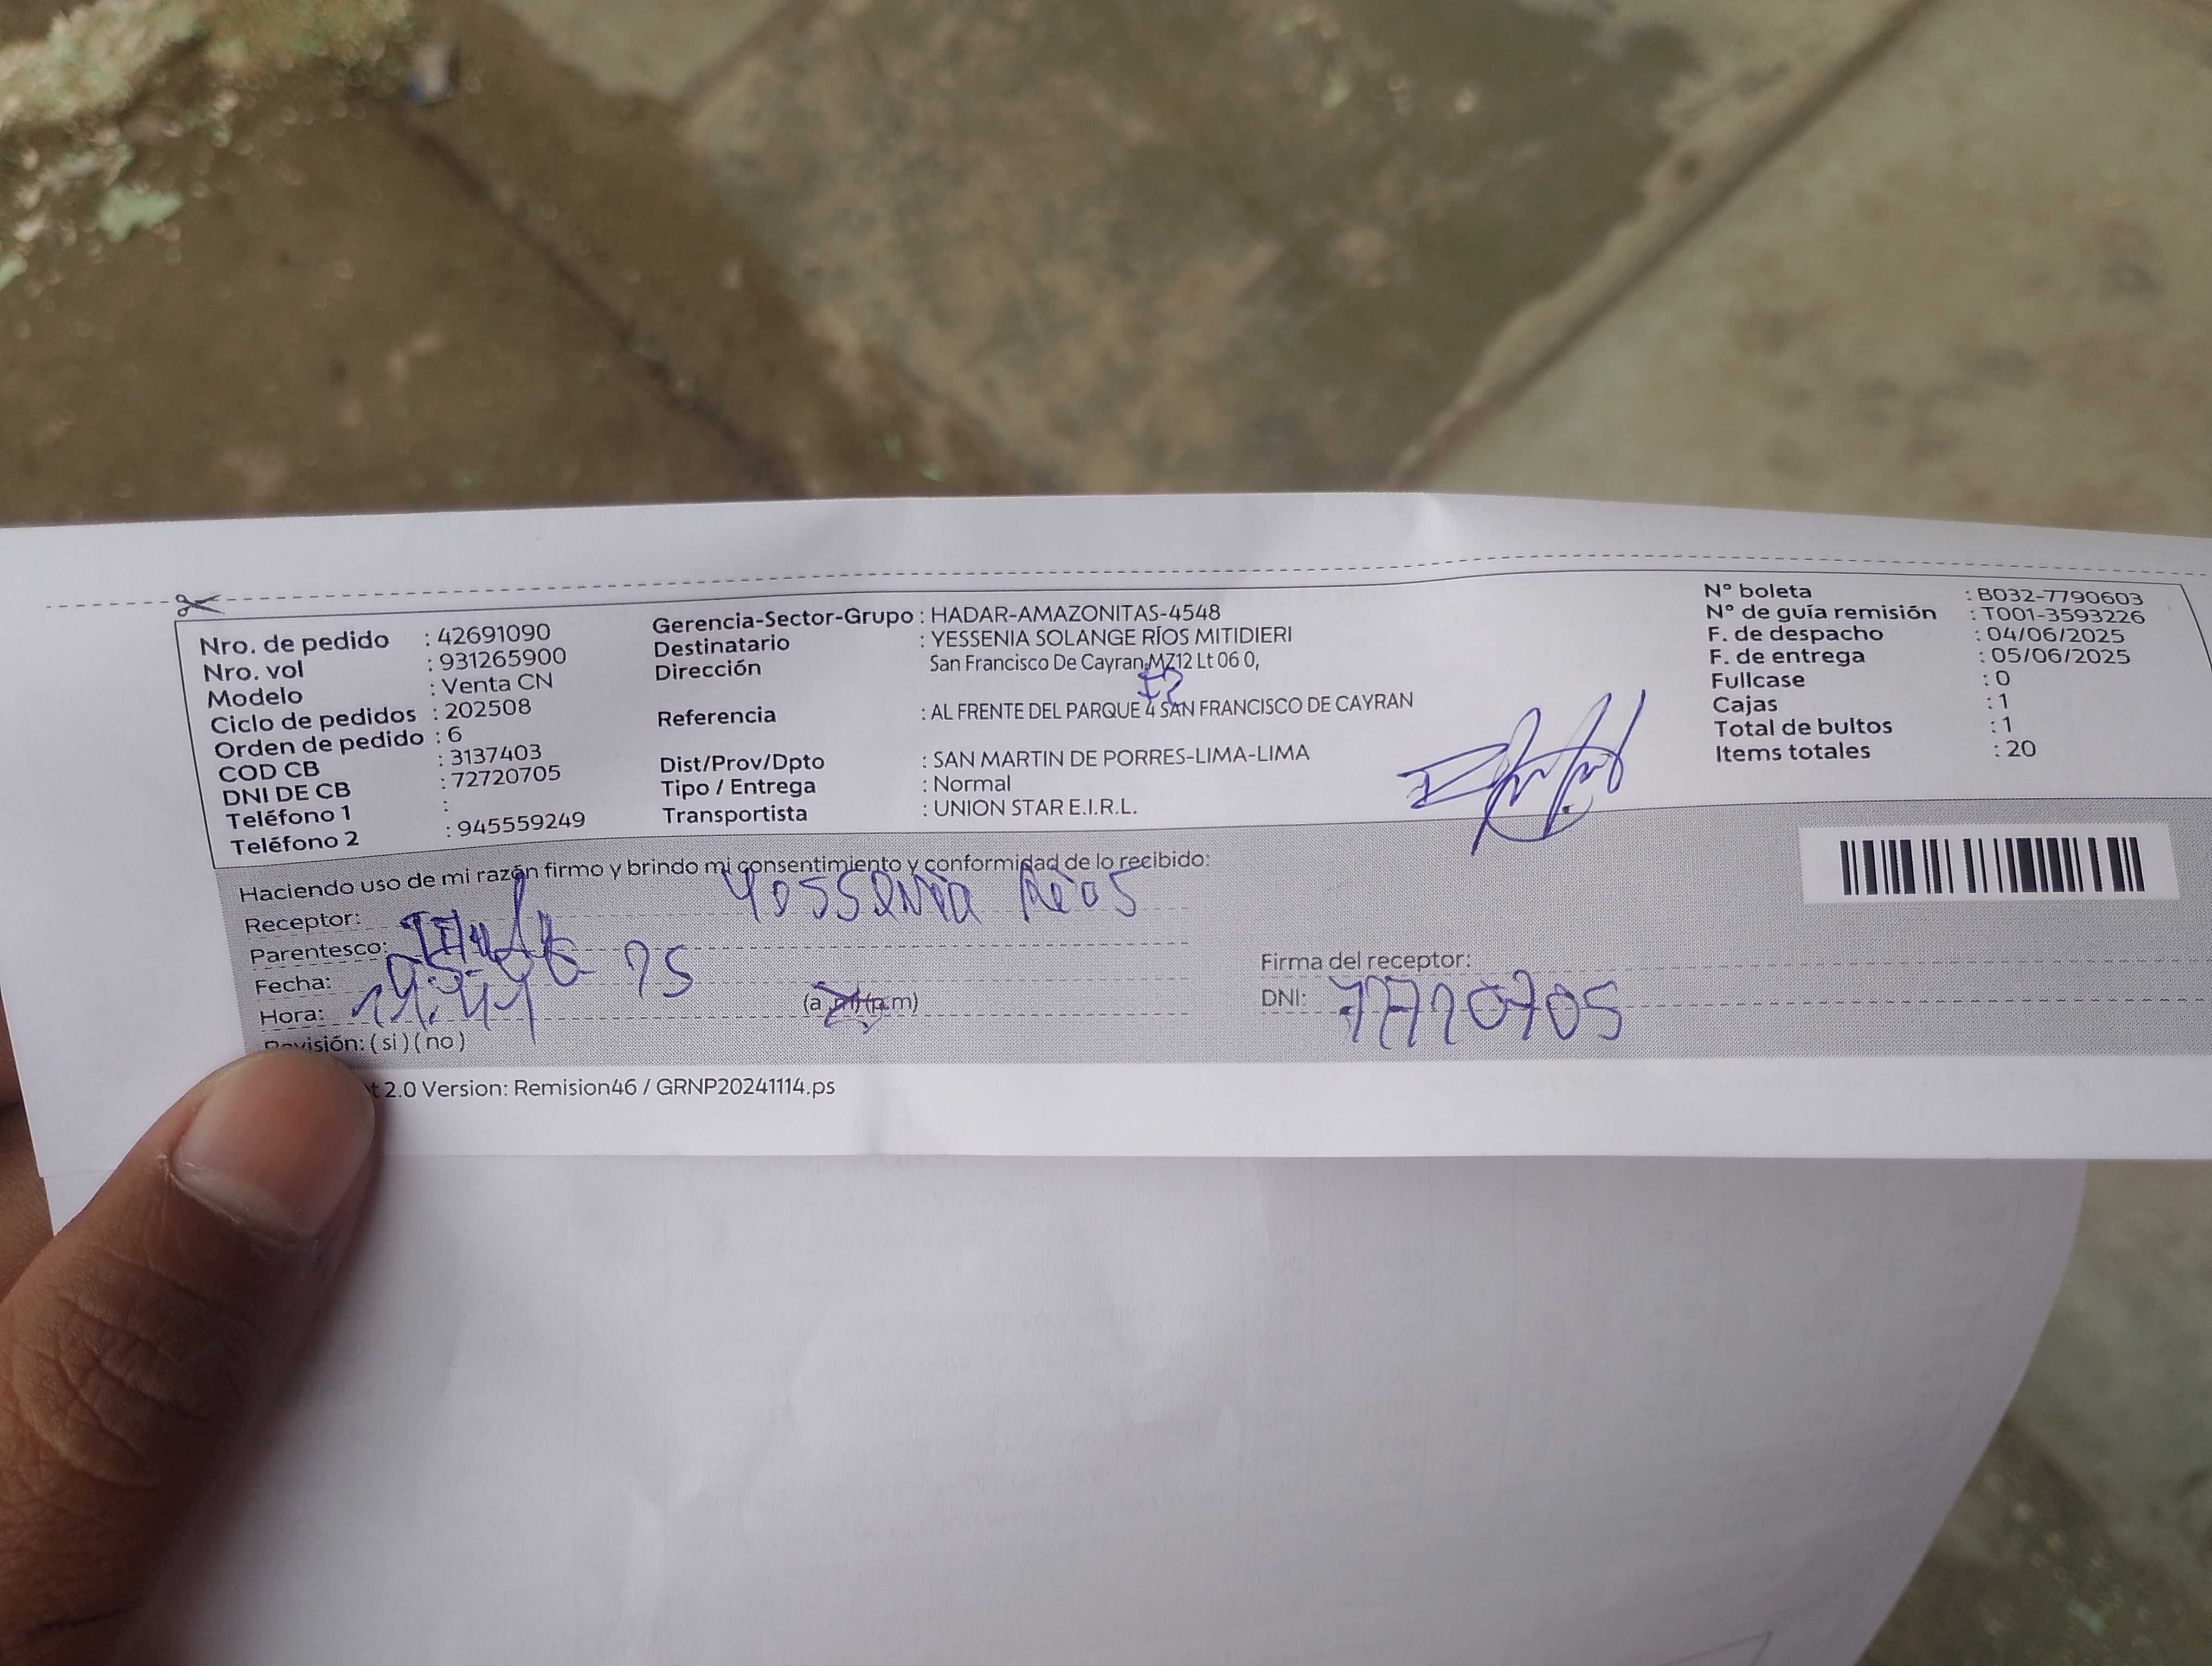 Nro. de pedido : 42691090
Nro. vol : 931265900
Modelo : Venta CN
Ciclo de pedidos : 202508
Orden de pedido : 6
COD CB : 3137403
DNI DE CB : 72720705
Teléfono 1 :
Teléfono 2 : 945559249
Gerencia-Sector-Grupo : HADAR-AMAZONITAS-4548
Destinatario : YESSENIA SOLANGE RÍOS MITIDIERI
Dirección San Francisco De Cayran,MZ12 Lt 06 0,
Referencia : AL FRENTE DEL PARQUE 4 SAN FRANCISCO DE CAYRAN
Dist/Prov/Dpto : SAN MARTIN DE PORRES-LIMA-LIMA
Tipo / Entrega : Normal
Transportista : UNION STAR E.I.R.L.
N° boleta : B032-7790603
N° de guía remisión : T001-3593226
F. de despacho : 04/06/2025
F. de entrega : 05/06/2025
Fullcase : 0
Cajas : 1
Total de bultos : 1
Items totales : 20
Haciendo uso de mi razón firmo y brindo mi consentimiento y conformidad de lo recibido:
Receptor: Yessenia Ríos
Parentesco:
Fecha: 05-06-25
Hora: (a.m)(p.m)
Revisión: ( si ) ( no )
Firma del receptor:
DNI: 72720705
2.0 Version: Remision46 / GRNP20241114.ps